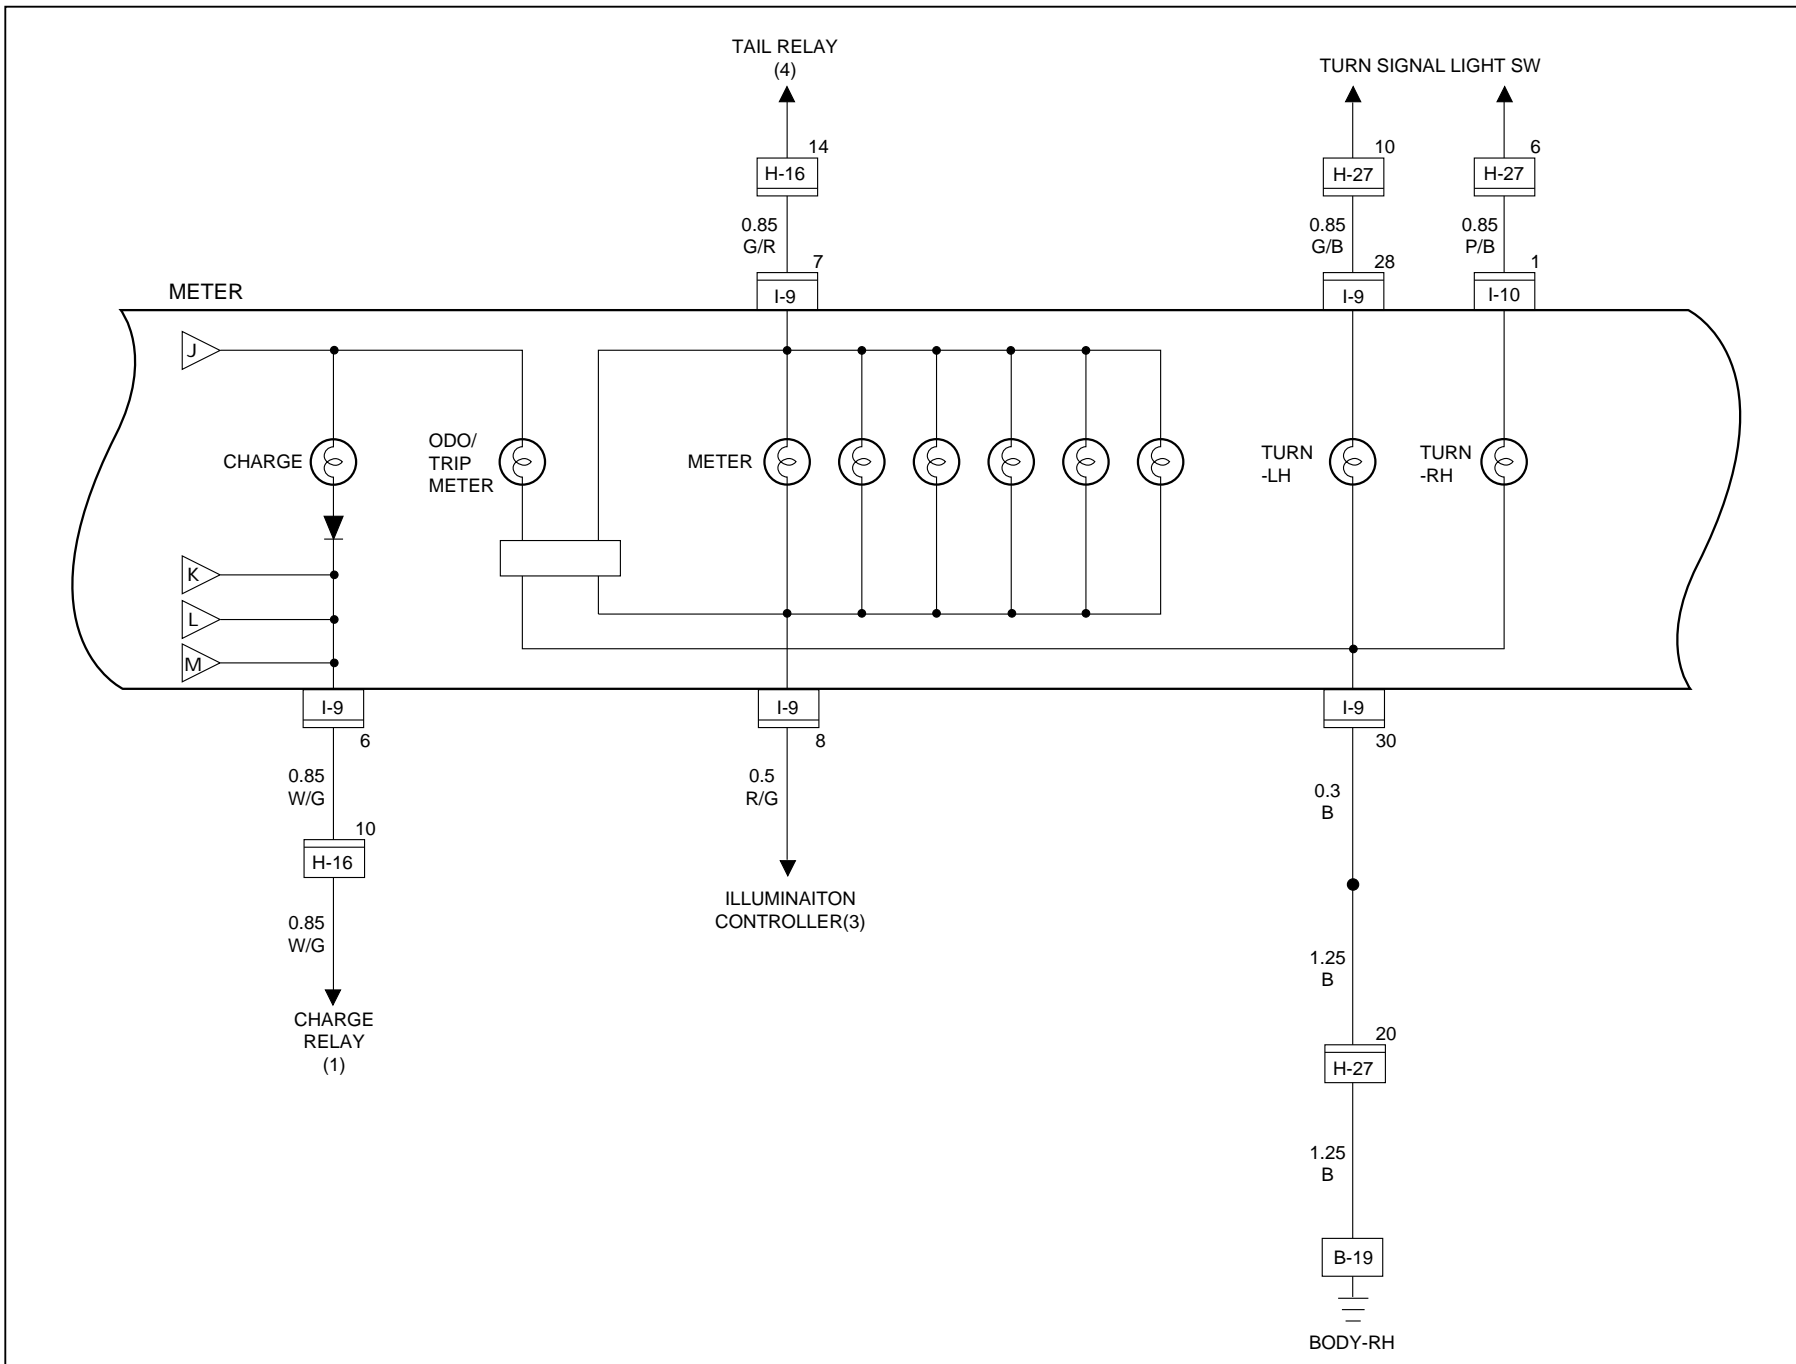 TAIL RELAY
(4)
TURN SIGNAL LIGHT SW
14
H-16
10
H-27
6
H-27
0.85
G/R
0.85
G/B
0.85
P/B
7
I-9
28
I-9
1
I-10
METER
J
CHARGE
ODO/
TRIP
METER
METER
TURN
-LH
TURN
-RH
K
L
M
I-9
6
I-9
8
I-9
30
0.85
W/G
0.5
R/G
0.3
B
10
H-16
ILLUMINAITON
CONTROLLER(3)
0.85
W/G
1.25
B
CHARGE
RELAY
(1)
20
H-27
1.25
B
B-19
BODY-RH